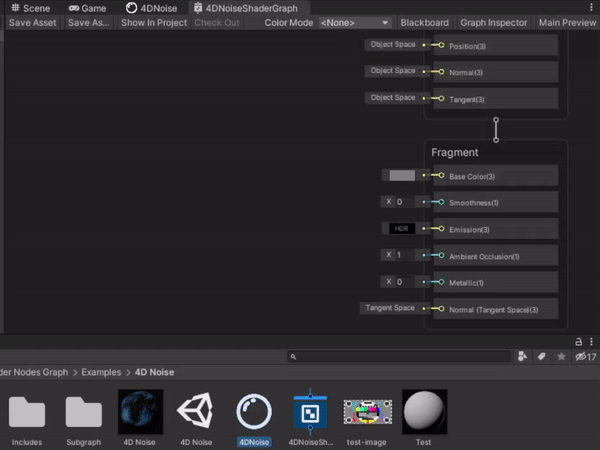 Scene Game 4DNoise 4DNoiseShaderGraph
Save Asset Save As... Show In Project Check Out Color Mode <None> Blackboard Graph Inspector Main Preview
Object Space Position(3)
Object Space Normal(3)
Object Space Tangent(3)
Fragment
Base Color(3)
X 0 Smoothness(1)
HDR Emission(3)
X 1 Ambient Occlusion(1)
X 0 Metallic(1)
Tangent Space Normal (Tangent Space)(3)
17
der Nodes Graph > Examples > 4D Noise
Includes Subgraph 4D Noise 4D Noise 4DNoise 4DNoiseSh... test-image Test